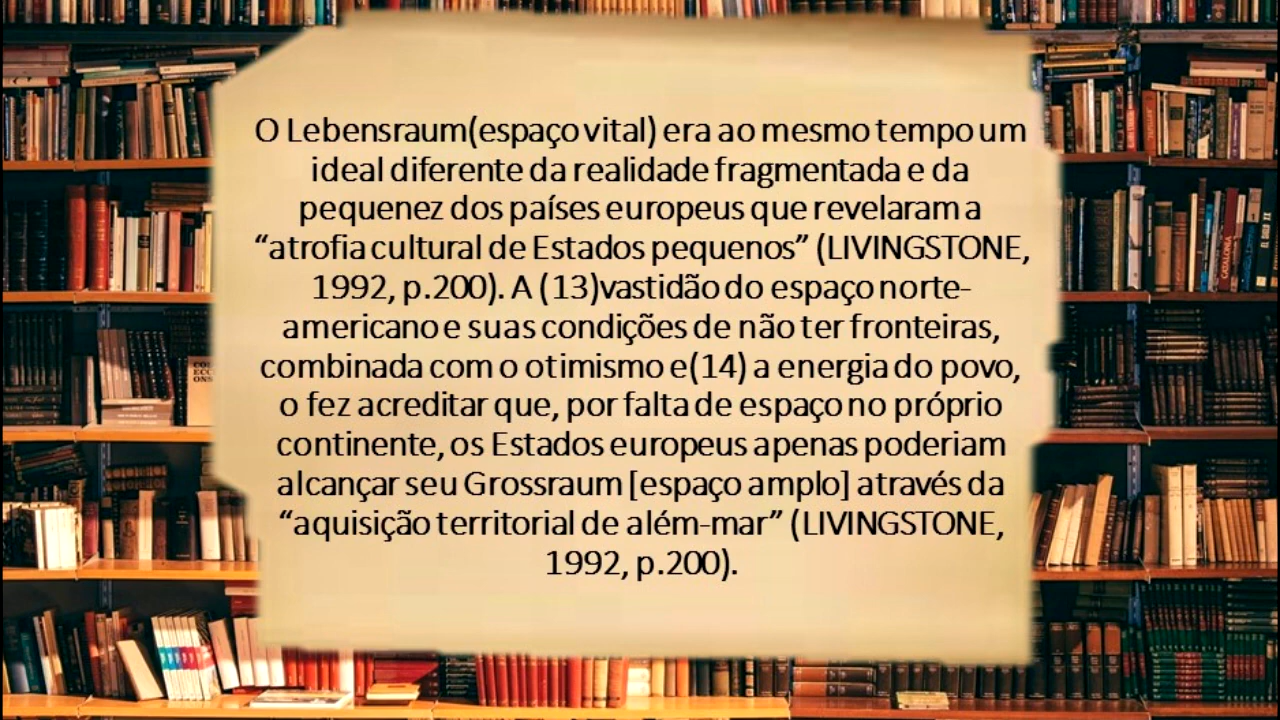 O Lebensraum(espaço vital) era ao mesmo tempo um
ideal diferente da realidade fragmentada e da
pequenez dos países europeus que revelaram a
“atrofia cultural de Estados pequenos” (LIVINGSTONE,
1992, p.200). A (13)vastidão do espaço norte-
americano e suas condições de não ter fronteiras,
combinada com o otimismo e(14) a energia do povo,
o fez acreditar que, por falta de espaço no próprio
continente, os Estados europeus apenas poderiam
alcançar seu Grossraum [espaço amplo] através da
“aquisição territorial de além-mar” (LIVINGSTONE,
1992, p.200).